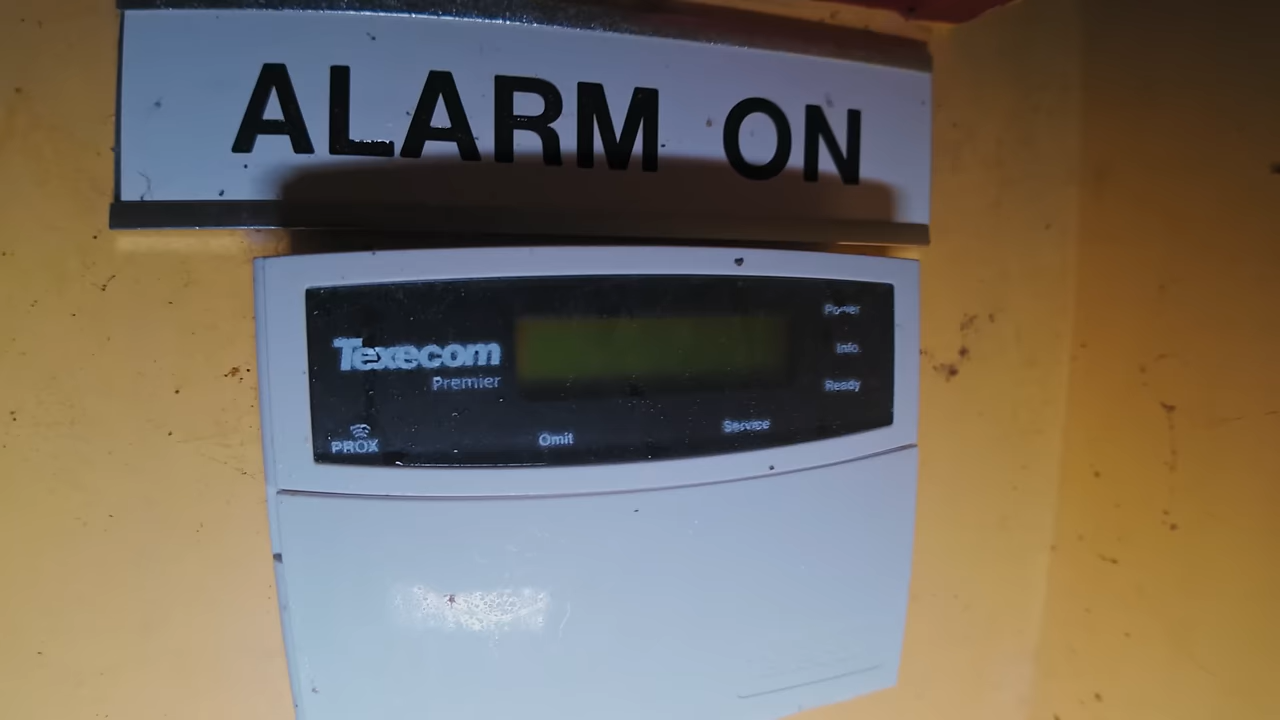 ALARM ON
Texecom
Premier
Power
Info.
Ready
PROX
Omit
Service